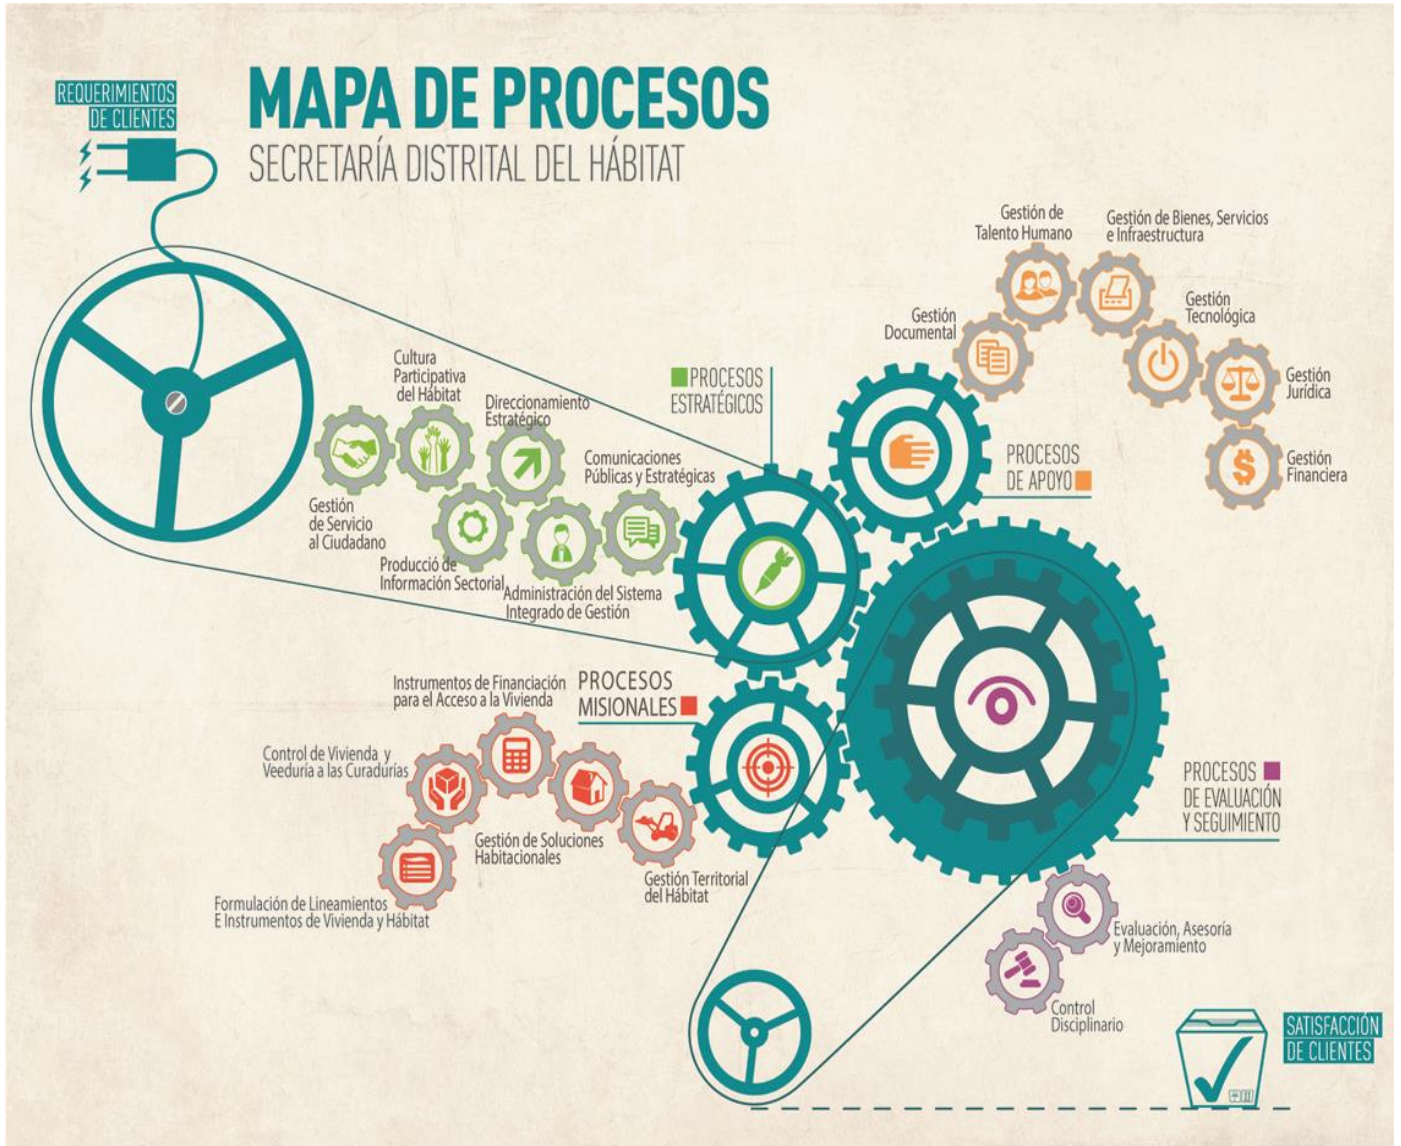 REQUERIMIENTOS
DE CLIENTES
MAPA DE PROCESOS
SECRETARÍA DISTRITAL DEL HÁBITAT
Gestión de
Talento Humano
Gestión de Bienes, Servicios
e Infraestructura
Gestión
Documental
Gestión
Tecnológica
Gestión
Jurídica
Gestión
Financiera
PROCESOS
DE APOYO
PROCESOS
ESTRATÉGICOS
Cultura
Participativa
del Hábitat
Direccionamiento
Estratégico
Comunicaciones
Públicas y Estratégicas
Gestión
de Servicio
al Ciudadano
Producció de
Información Sectorial
Administración del Sistema
Integrado de Gestión
PROCESOS
MISIONALES
Instrumentos de Financiación
para el Acceso a la Vivienda
Control de Vivienda y
Veeduría a las Curadurías
Gestión de Soluciones
Habitacionales
Gestión Territorial
del Hábitat
Formulación de Lineamientos
E Instrumentos de Vivienda y Hábitat
PROCESOS
DE EVALUACIÓN
Y SEGUIMIENTO
Evaluación, Asesoría
y Mejoramiento
Control
Disciplinario
SATISFACCIÓN
DE CLIENTES